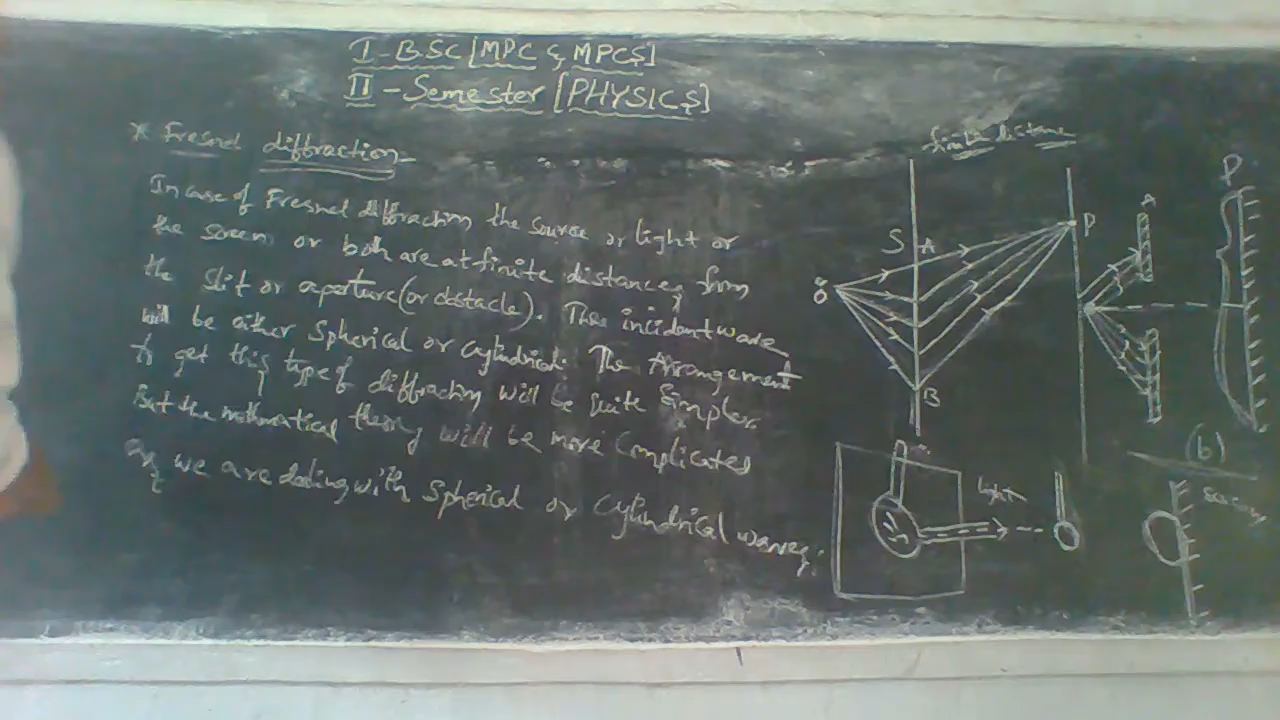 I - B.SC [MPC & MPCS]
II - Semester [PHYSICS]
* Fresnel diffraction
finite distance
In case of Fresnel diffraction the source or light or
the screen or both are at finite distances from
the slit or aperture (or obstacle). The incident wave
will be either Spherical or Cylindrical. The Arrangement
to get this type of diffraction will be quite Simple.
But the mathematical theory will be more Complicated
as we are dealing with Spherical or Cylindrical waves.
S A
P
B
A
P
light
(b)
Screen